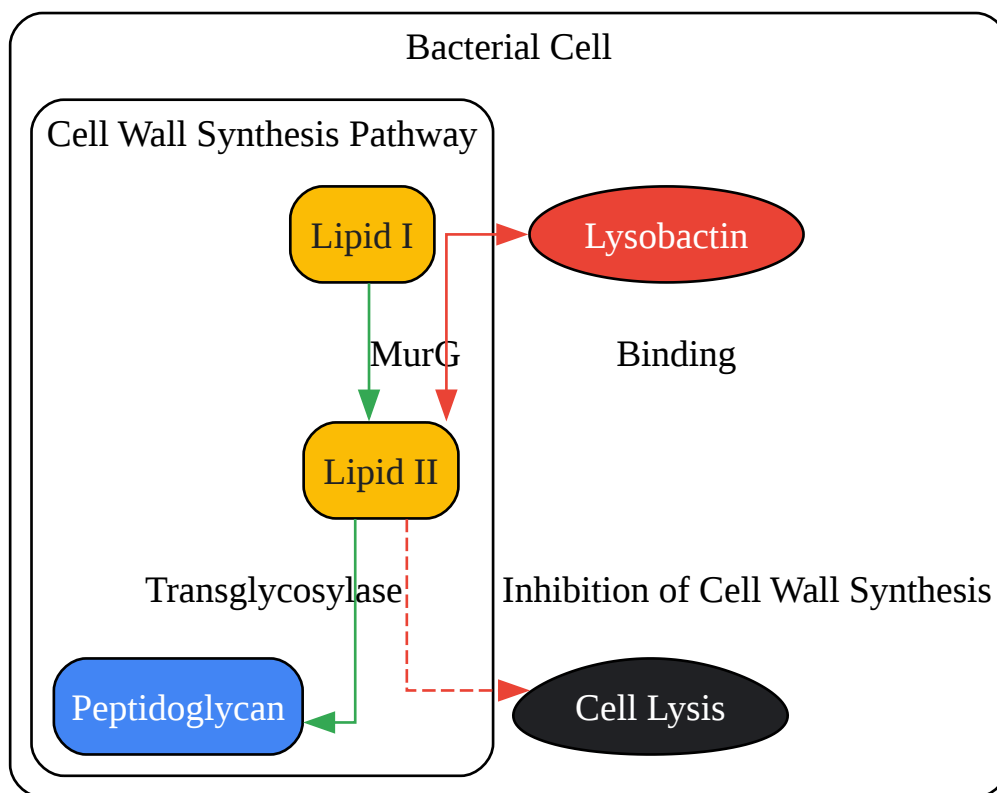 Bacterial Cell
Cell Wall Synthesis Pathway
Lipid I
Lysobactin
MurG
Binding
Lipid II
Transglycosylase
Inhibition of Cell Wall Synthesis
Peptidoglycan
Cell Lysis